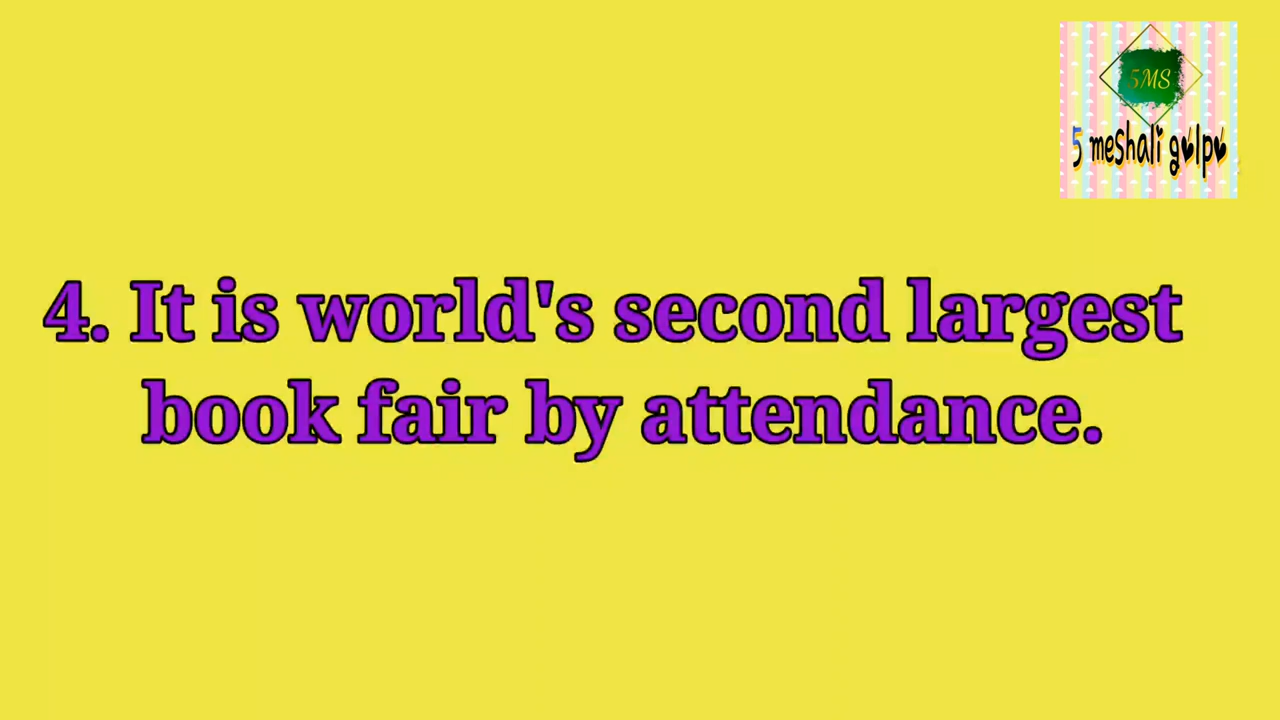 5MS
5 meshali golpo
4. It is world's second largest
book fair by attendance.